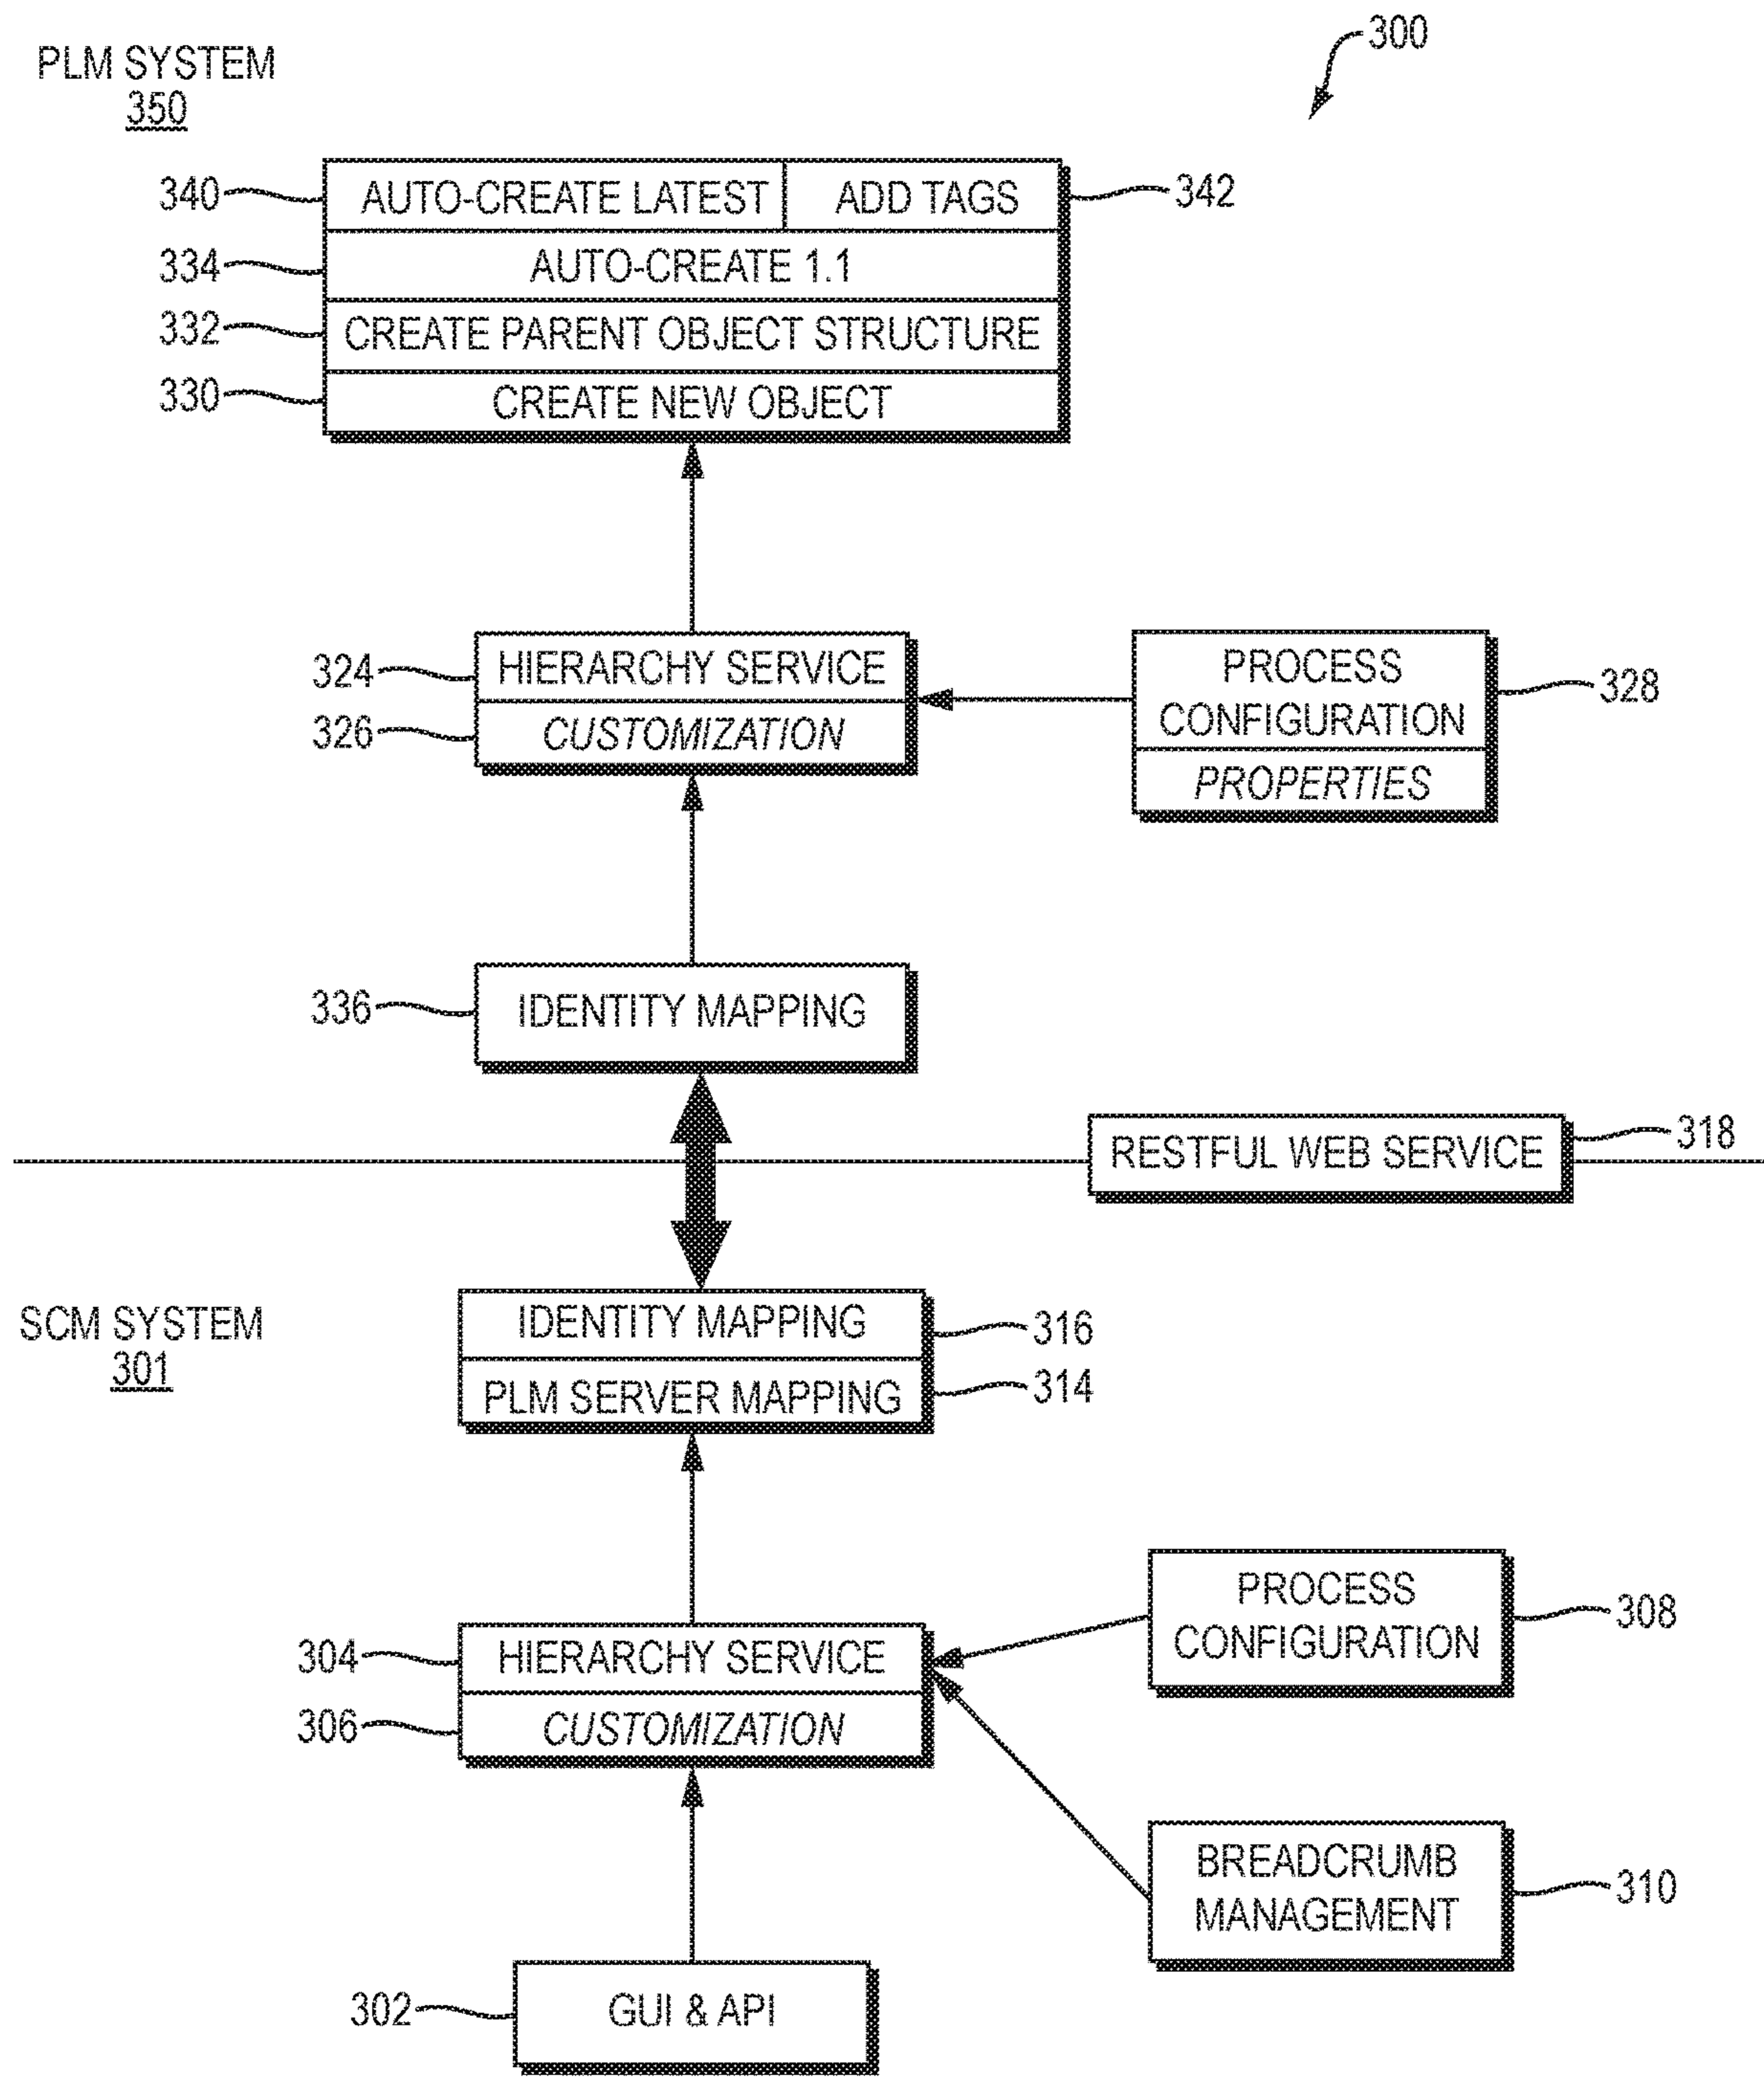 300
PLM SYSTEM
350
340
AUTO-CREATE LATEST
ADD TAGS
342
334
AUTO-CREATE 1.1
332
CREATE PARENT OBJECT STRUCTURE
330
CREATE NEW OBJECT
324
HIERARCHY SERVICE
326
CUSTOMIZATION
PROCESS
CONFIGURATION
PROPERTIES
328
336
IDENTITY MAPPING
RESTFUL WEB SERVICE
318
SCM SYSTEM
301
IDENTITY MAPPING
316
PLM SERVER MAPPING
314
304
HIERARCHY SERVICE
306
CUSTOMIZATION
PROCESS
CONFIGURATION
308
BREADCRUMB
MANAGEMENT
310
302
GUI & API